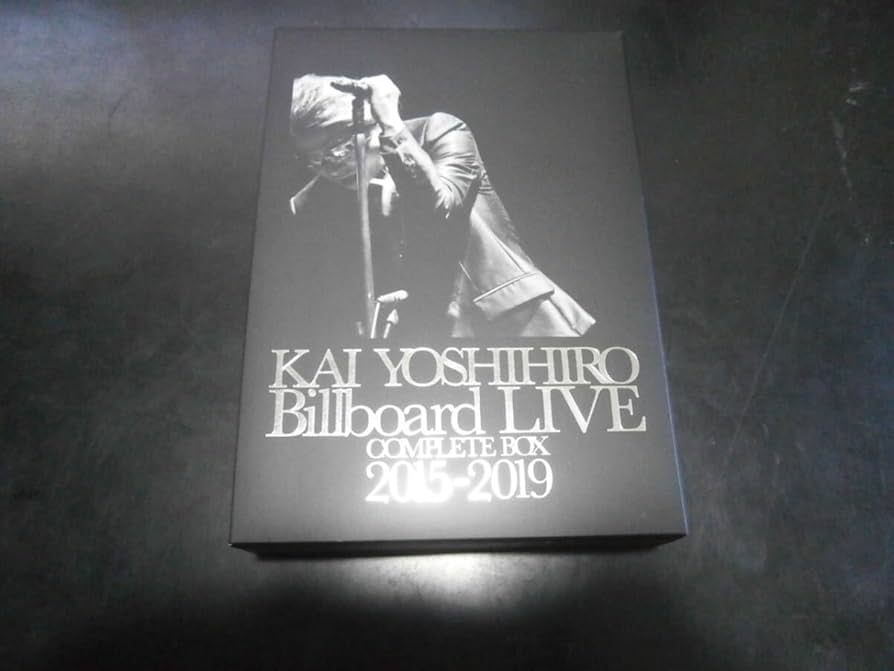 KAI YOSHIHIRO
Billboard LIVE
COMPLETE BOX
2015-2019